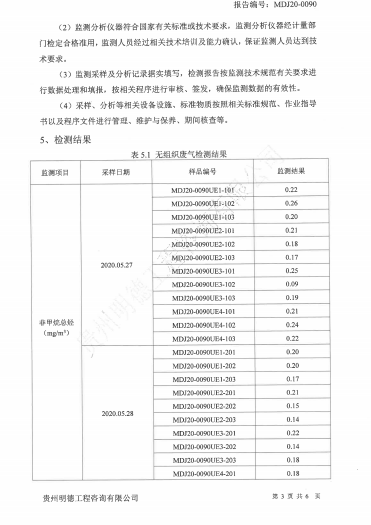 报告编号：MDJ20-0090
（2）监测分析仪器符合国家有关标准或技术要求。监测分析仪器经计量部
门检定合格准用，监测人员经过相关技术培训及能力确认，保证监测人员达到技
术要求。
（3）监测采样及分析记录据实填写，检测报告按监测技术规范有关要求进
行数据处理和填报，按相关程序进行审核、签发，确保监测数据的有效性。
（4）采样、分析等相关设备设施、标准物质按照相关标准规范、作业指导
书以及程序文件进行管理、维护与保养、期间核查等。
5、检测结果
表 5.1 无组织废气检测结果
监测项目 采样日期 样品编号 监测结果
非甲烷总烃
（mg/m³）
2020.05.27
MDJ20-0090UE1-101 0.22
MDJ20-0090UE1-102 0.26
MDJ20-0090UE1-103 0.20
MDJ20-0090UE2-101 0.21
MDJ20-0090UE2-102 0.18
MDJ20-0090UE2-103 0.17
MDJ20-0090UE3-101 0.25
MDJ20-0090UE3-102 0.09
MDJ20-0090UE3-103 0.19
MDJ20-0090UE4-101 0.21
MDJ20-0090UE4-102 0.24
MDJ20-0090UE4-103 0.22
2020.05.28
MDJ20-0090UE1-201 0.20
MDJ20-0090UE1-202 0.20
MDJ20-0090UE1-203 0.17
MDJ20-0090UE2-201 0.21
MDJ20-0090UE2-202 0.15
MDJ20-0090UE2-203 0.14
MDJ20-0090UE3-201 0.22
MDJ20-0090UE3-202 0.14
MDJ20-0090UE3-203 0.18
MDJ20-0090UE4-201 0.18
贵州明德工程咨询有限公司
第 3 页 共 6 页